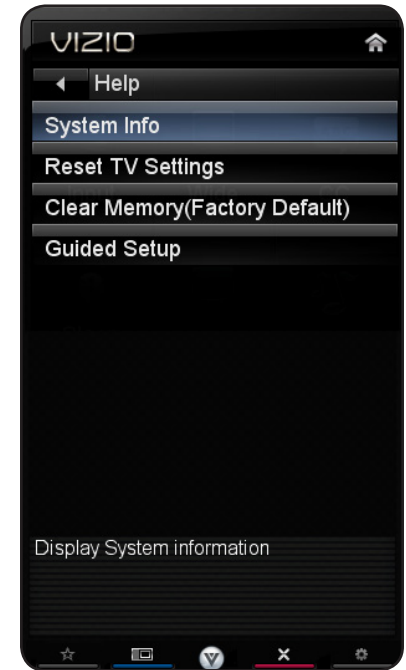 VIZIO
Help
System Info
Reset TV Settings
Clear Memory(Factory Default)
Guided Setup
Display System information
V